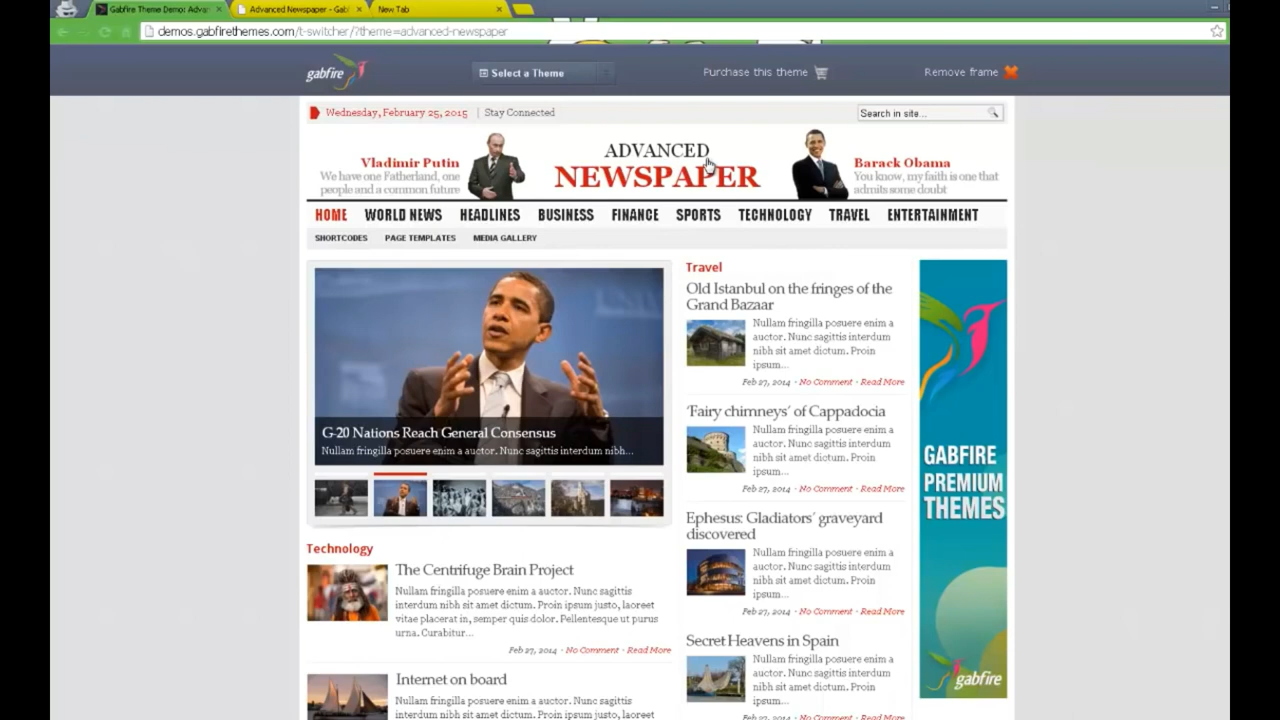 Gabfire Theme Demo: Adva
Advanced Newspaper - Gab
New Tab
demos.gabfirethemes.com/t-switcher/?theme=advanced-newspaper
gabfire
Select a Theme
Purchase this theme
Remove frame
Wednesday, February 25, 2015 | Stay Connected
Search in site...
Vladimir Putin
We have one Fatherland, one
people and a common future
ADVANCED
NEWSPAPER
Barack Obama
You know, my faith is one that
admits some doubt
HOME WORLD NEWS HEADLINES BUSINESS FINANCE SPORTS TECHNOLOGY TRAVEL ENTERTAINMENT
SHORTCODES PAGE TEMPLATES MEDIA GALLERY
G-20 Nations Reach General Consensus
Nullam fringilla posuere enim a auctor. Nunc sagittis interdum nibh...
Technology
The Centrifuge Brain Project
Nullam fringilla posuere enim a auctor. Nunc sagittis
interdum nibh sit amet dictum. Proin ipsum justo, laoreet
vitae placerat in, semper quis dolor. Pellentesque ut purus
urna. Curabitur...
Feb 27, 2014 - No Comment - Read More
Internet on board
Nullam fringilla posuere enim a auctor. Nunc sagittis
interdum nibh sit amet dictum. Proin ipsum justo, laoreet
Travel
Old Istanbul on the fringes of the
Grand Bazaar
Nullam fringilla posuere enim a
auctor. Nunc sagittis interdum
nibh sit amet dictum. Proin
ipsum...
Feb 27, 2014 - No Comment - Read More
'Fairy chimneys' of Cappadocia
Nullam fringilla posuere enim a
auctor. Nunc sagittis interdum
nibh sit amet dictum. Proin
ipsum...
Feb 27, 2014 - No Comment - Read More
Ephesus: Gladiators' graveyard
discovered
Nullam fringilla posuere enim a
auctor. Nunc sagittis interdum
nibh sit amet dictum. Proin
ipsum...
Feb 27, 2014 - No Comment - Read More
Secret Heavens in Spain
Nullam fringilla posuere enim a
auctor. Nunc sagittis interdum
nibh sit amet dictum. Proin
ipsum...
Feb 27, 2014 - No Comment - Read More
GABFIRE
PREMIUM
THEMES
gabfire